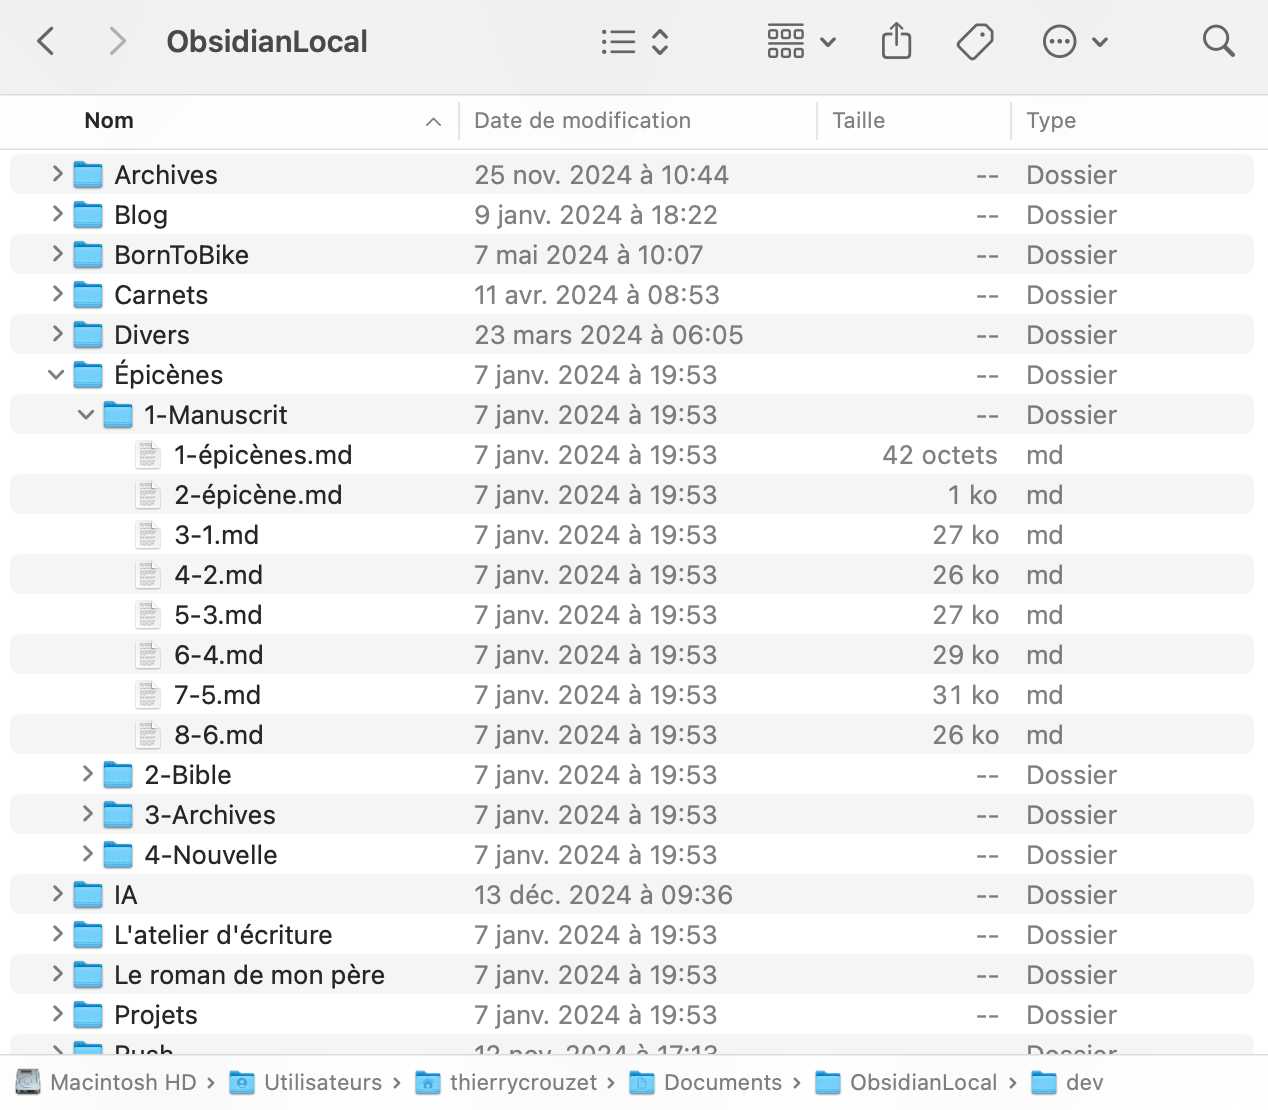 ObsidianLocal
Nom Date de modification Taille Type
Archives 25 nov. 2024 à 10:44 -- Dossier
Blog 9 janv. 2024 à 18:22 -- Dossier
BornToBike 7 mai 2024 à 10:07 -- Dossier
Carnets 11 avr. 2024 à 08:53 -- Dossier
Divers 23 mars 2024 à 06:05 -- Dossier
Épicènes 7 janv. 2024 à 19:53 -- Dossier
1-Manuscrit 7 janv. 2024 à 19:53 -- Dossier
1-épicènes.md 7 janv. 2024 à 19:53 42 octets md
2-épicène.md 7 janv. 2024 à 19:53 1 ko md
3-1.md 7 janv. 2024 à 19:53 27 ko md
4-2.md 7 janv. 2024 à 19:53 26 ko md
5-3.md 7 janv. 2024 à 19:53 27 ko md
6-4.md 7 janv. 2024 à 19:53 29 ko md
7-5.md 7 janv. 2024 à 19:53 31 ko md
8-6.md 7 janv. 2024 à 19:53 26 ko md
2-Bible 7 janv. 2024 à 19:53 -- Dossier
3-Archives 7 janv. 2024 à 19:53 -- Dossier
4-Nouvelle 7 janv. 2024 à 19:53 -- Dossier
IA 13 déc. 2024 à 09:36 -- Dossier
L'atelier d'écriture 7 janv. 2024 à 19:53 -- Dossier
Le roman de mon père 7 janv. 2024 à 19:53 -- Dossier
Projets 7 janv. 2024 à 19:53 -- Dossier
nov. 2024 à Dossier
Macintosh HD › Utilisateurs › thierrycrouzet › Documents › ObsidianLocal › dev